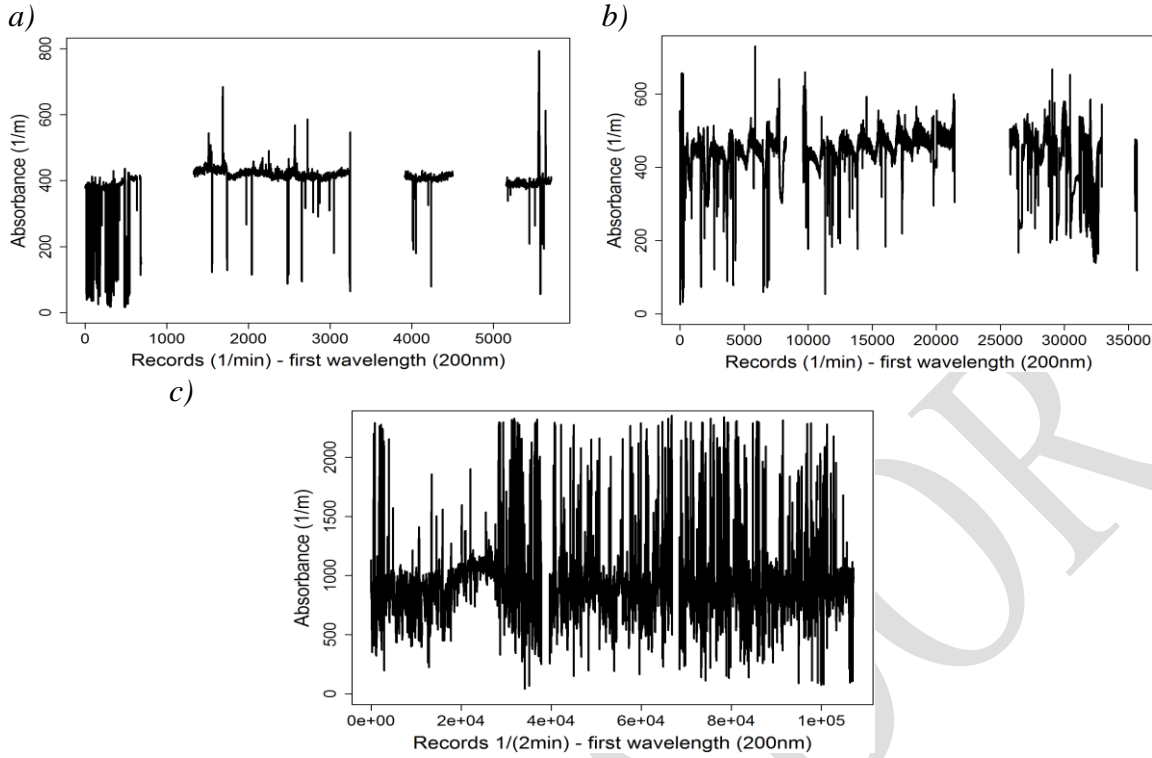 a)
b)
Absorbance (1/m)
0 200 400 600 800
0 1000 2000 3000 4000 5000
Records (1/min) - first wavelength (200nm)
Absorbance (1/m)
0 200 400 600
0 5000 10000 15000 20000 25000 30000 35000
Records (1/min) - first wavelength (200nm)
c)
Absorbance (1/m)
0 500 1000 1500 2000
0e+00 2e+04 4e+04 6e+04 8e+04 1e+05
Records 1/(2min) - first wavelength (200nm)
OR